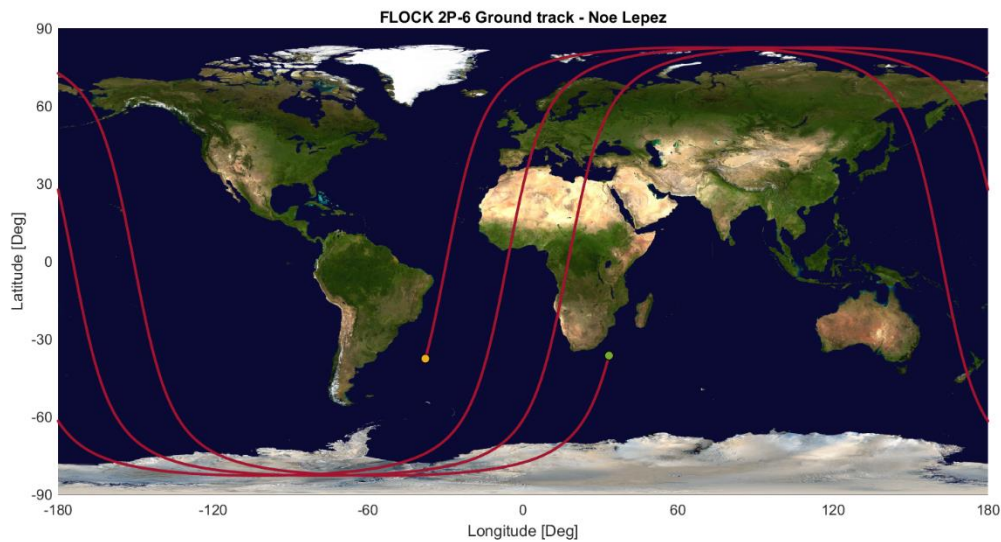 FLOCK 2P-6 Ground track - Noe Lepez
90
60
30
0
-30
-60
-90
Latitude [Deg]
-180 -120 -60 0 60 120 180
Longitude [Deg]